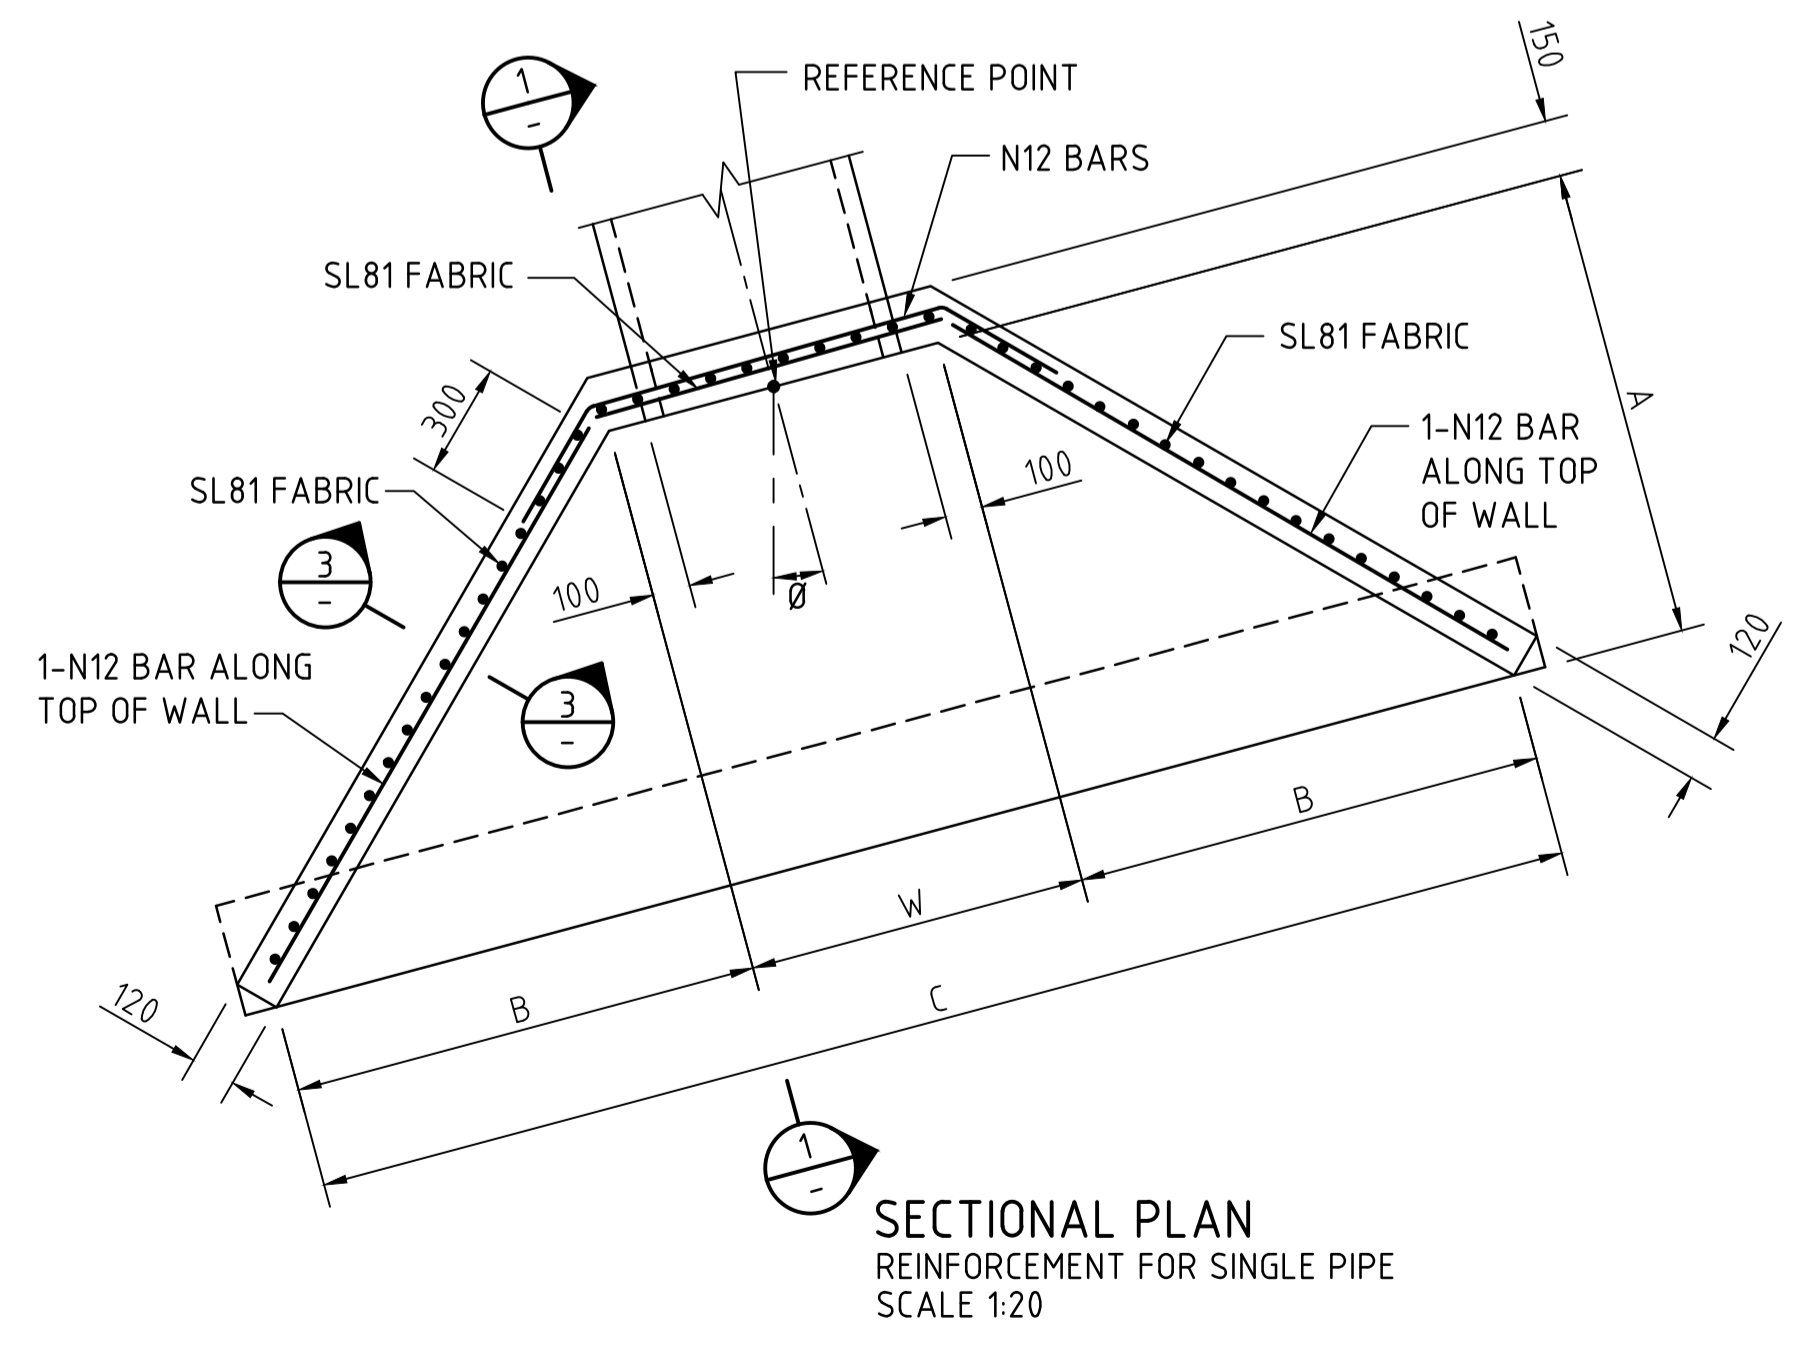 150
1
-
REFERENCE POINT
N12 BARS
SL81 FABRIC
SL81 FABRIC
300
A
1-N12 BAR
ALONG TOP
OF WALL
100
SL81 FABRIC
3
-
100
Ø
120
1-N12 BAR ALONG
TOP OF WALL
3
-
B
W
C
B
120
1
-
SECTIONAL PLAN
REINFORCEMENT FOR SINGLE PIPE
SCALE 1:20